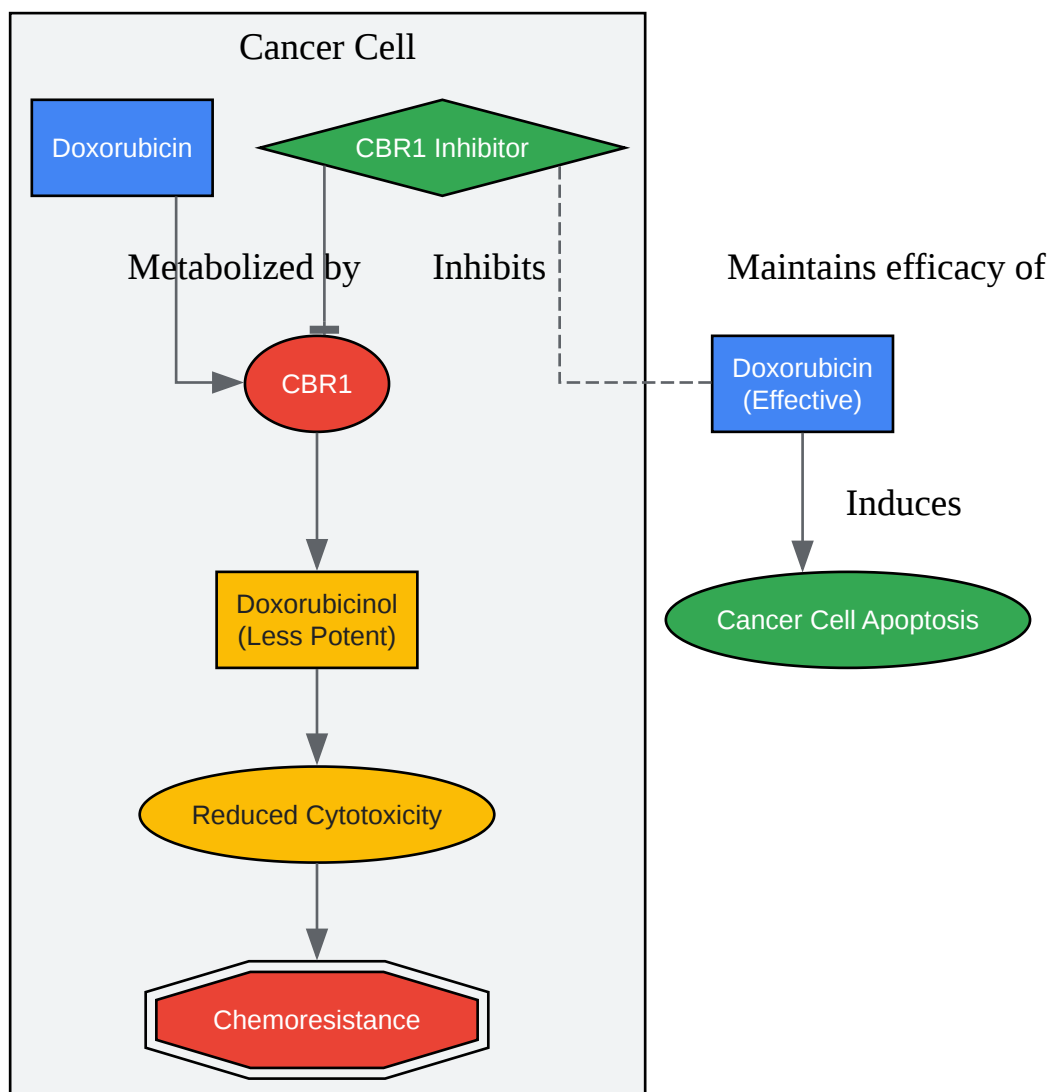 Cancer Cell
Doxorubicin
CBR1 Inhibitor
Metabolized by
Inhibits
Maintains efficacy of
CBR1
Doxorubicin
(Effective)
Induces
Doxorubicinol
(Less Potent)
Cancer Cell Apoptosis
Reduced Cytotoxicity
Chemoresistance